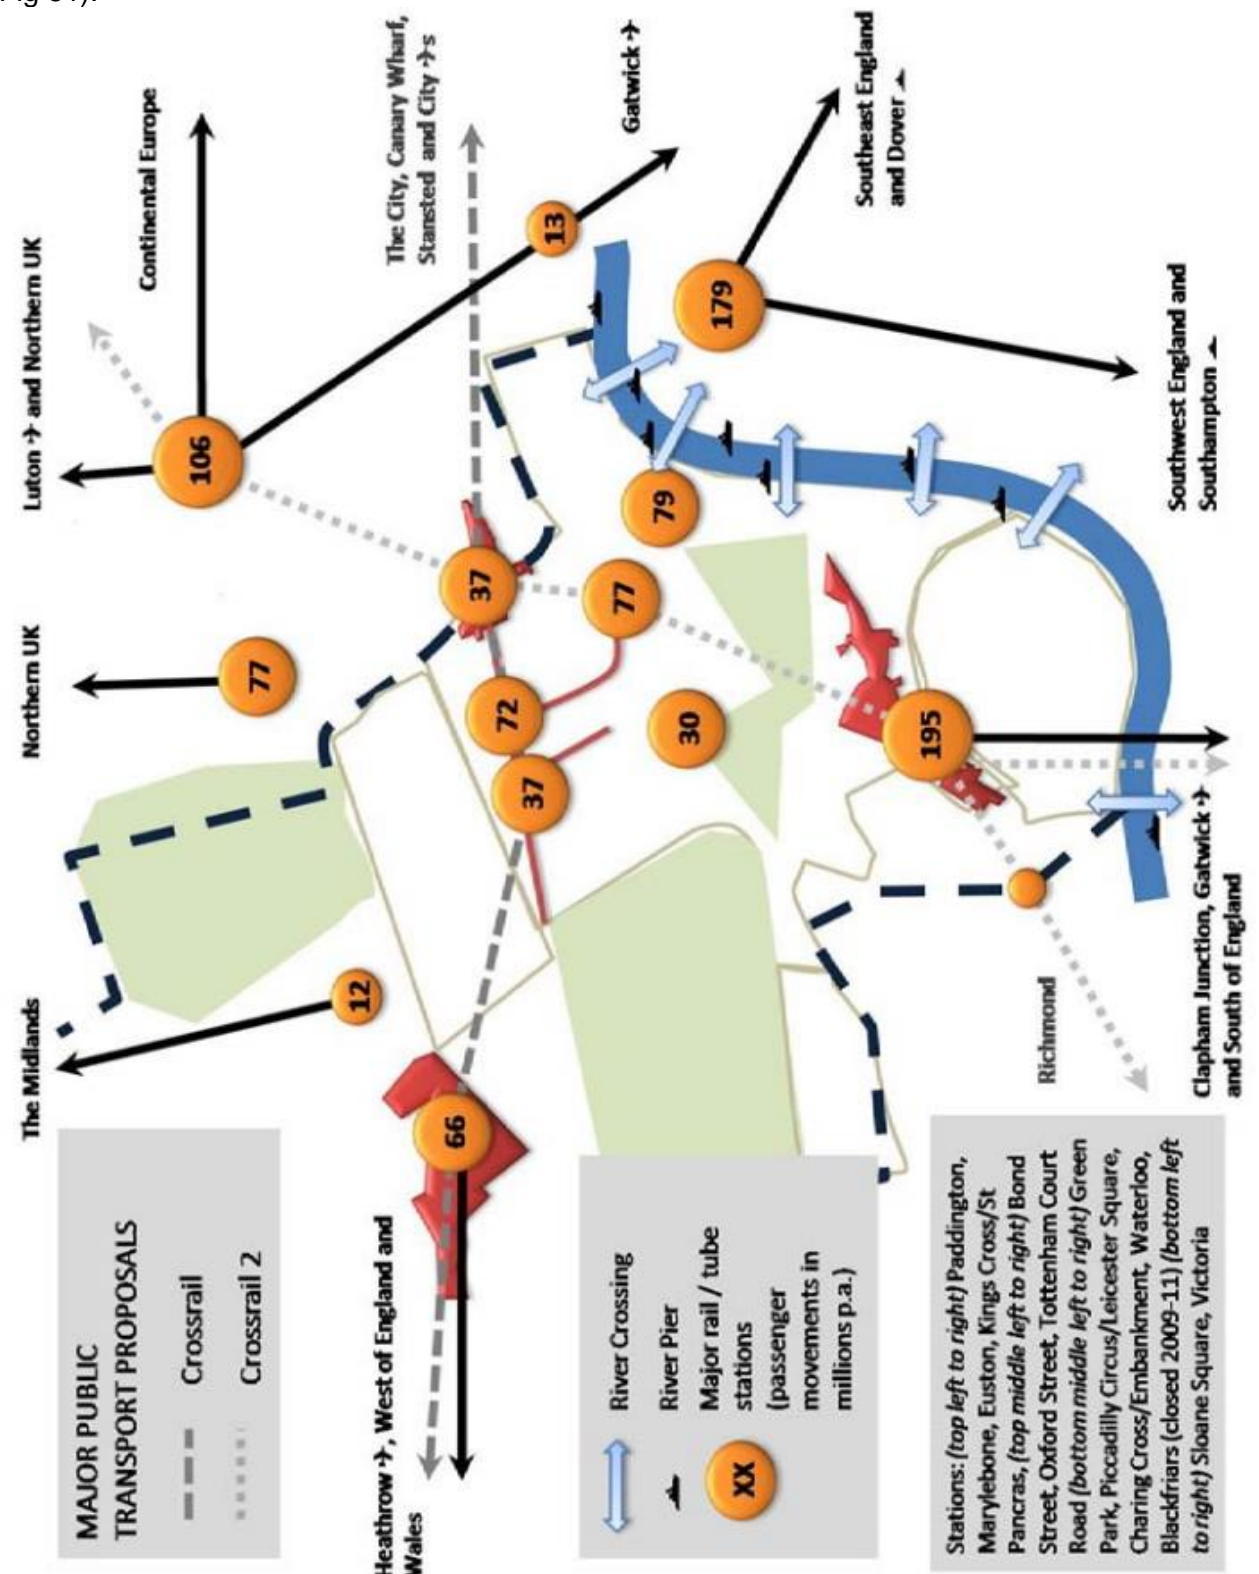 Fig 31).
MAJOR PUBLIC
TRANSPORT PROPOSALS
Crossrail
Crossrail 2
The Midlands
Northern UK
Luton ✈ and Northern UK
Continental Europe
The City, Canary Wharf,
Stansted and City ✈s
Gatwick ✈
Southeast England
and Dover
Southwest England and
Southampton
Clapham Junction, Gatwick ✈
and South of England
Richmond
Heathrow ✈, West of England and
Wales
66
12
77
106
13
37
72
37
30
77
79
179
195
River Crossing
River Pier
XX
Major rail / tube
stations
(passenger
movements in
millions p.a.)
Stations: (top left to right) Paddington,
Marylebone, Euston, Kings Cross/St
Pancras, (top middle left to right) Bond
Street, Oxford Street, Tottenham Court
Road (bottom middle left to right) Green
Park, Piccadilly Circus/Leicester Square,
Charing Cross/Embankment, Waterloo,
Blackfriars (closed 2009-11) (bottom left
to right) Sloane Square, Victoria